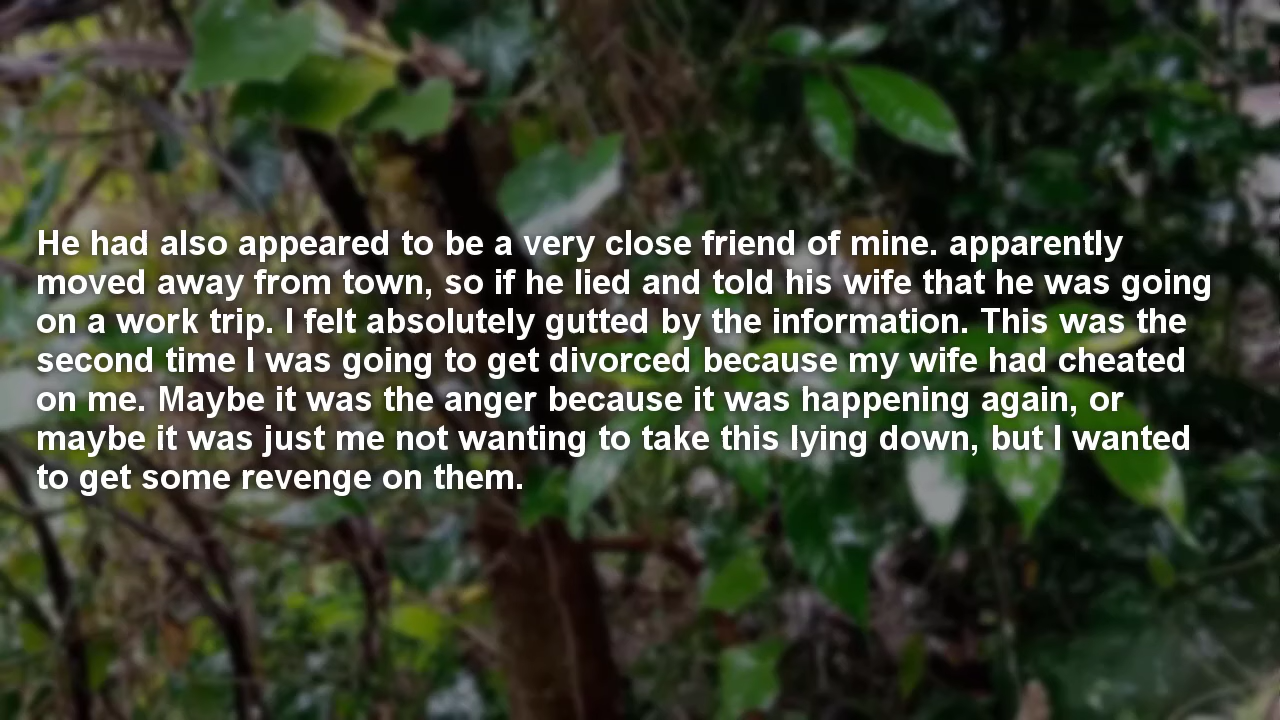 He had also appeared to be a very close friend of mine. apparently
moved away from town, so if he lied and told his wife that he was going
on a work trip. I felt absolutely gutted by the information. This was the
second time I was going to get divorced because my wife had cheated
on me. Maybe it was the anger because it was happening again, or
maybe it was just me not wanting to take this lying down, but I wanted
to get some revenge on them.